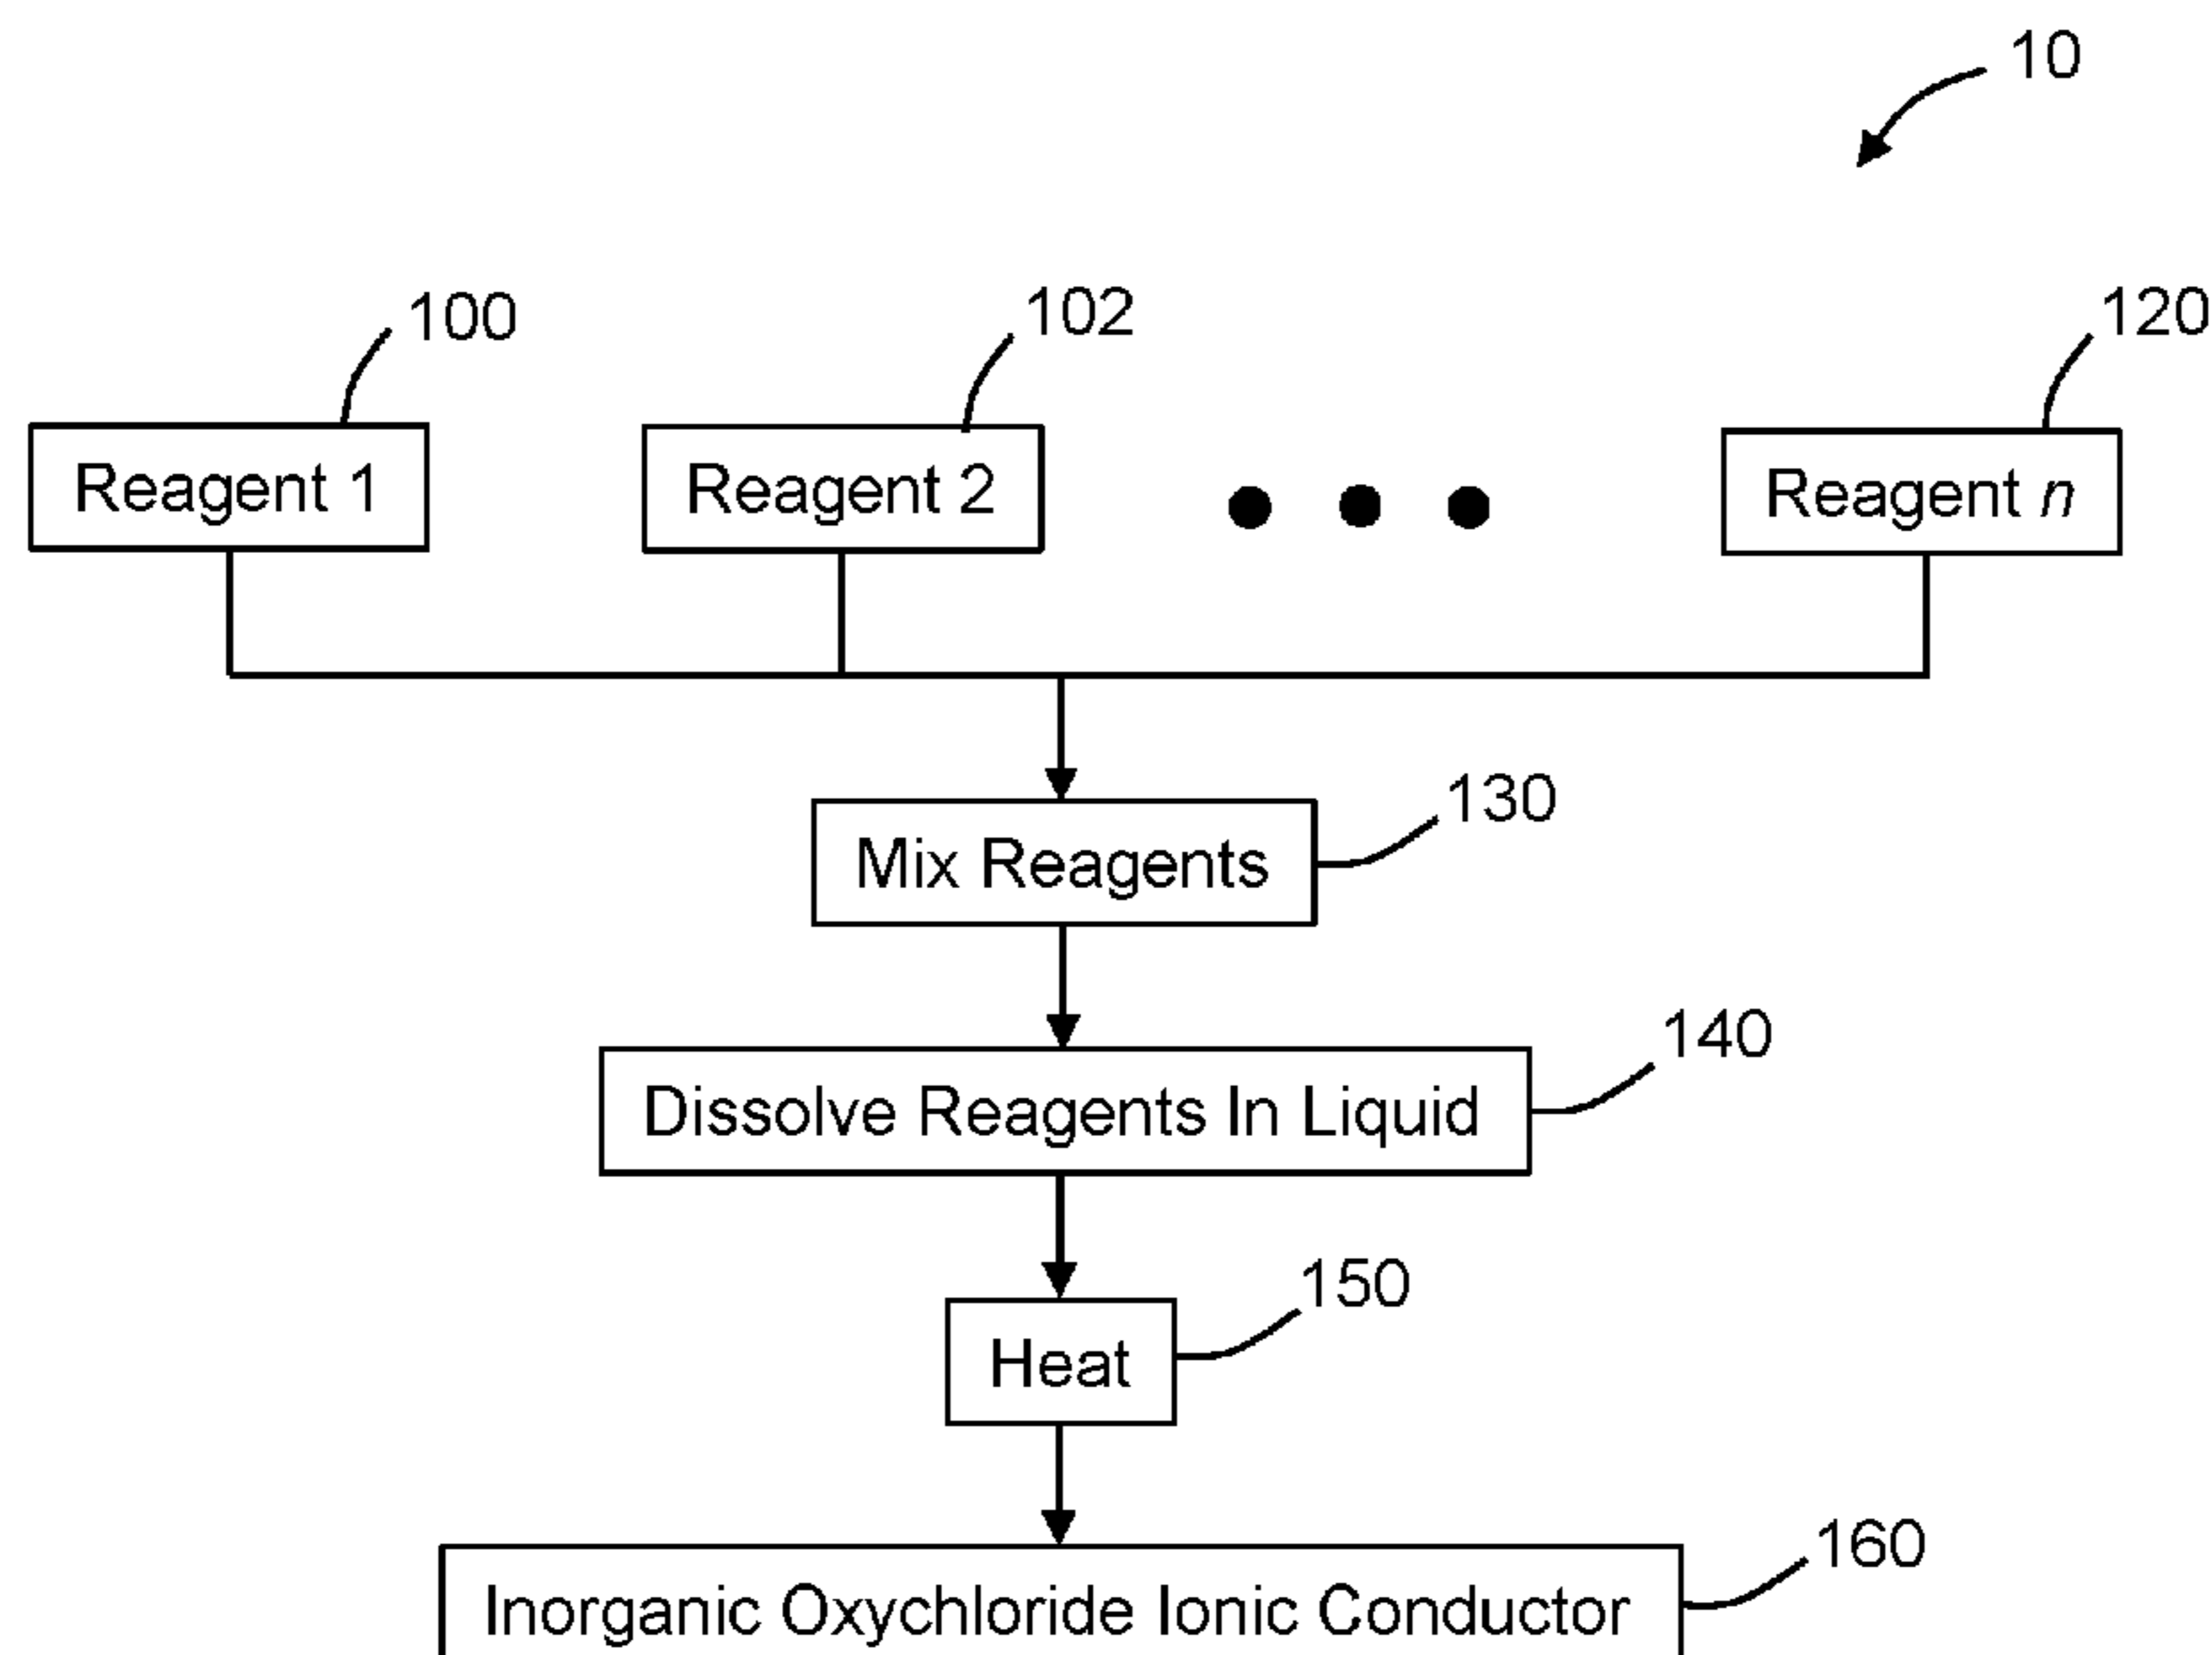 10
100
102
120
Reagent 1
Reagent 2
Reagent n
130
Mix Reagents
140
Dissolve Reagents In Liquid
150
Heat
160
Inorganic Oxychloride Ionic Conductor